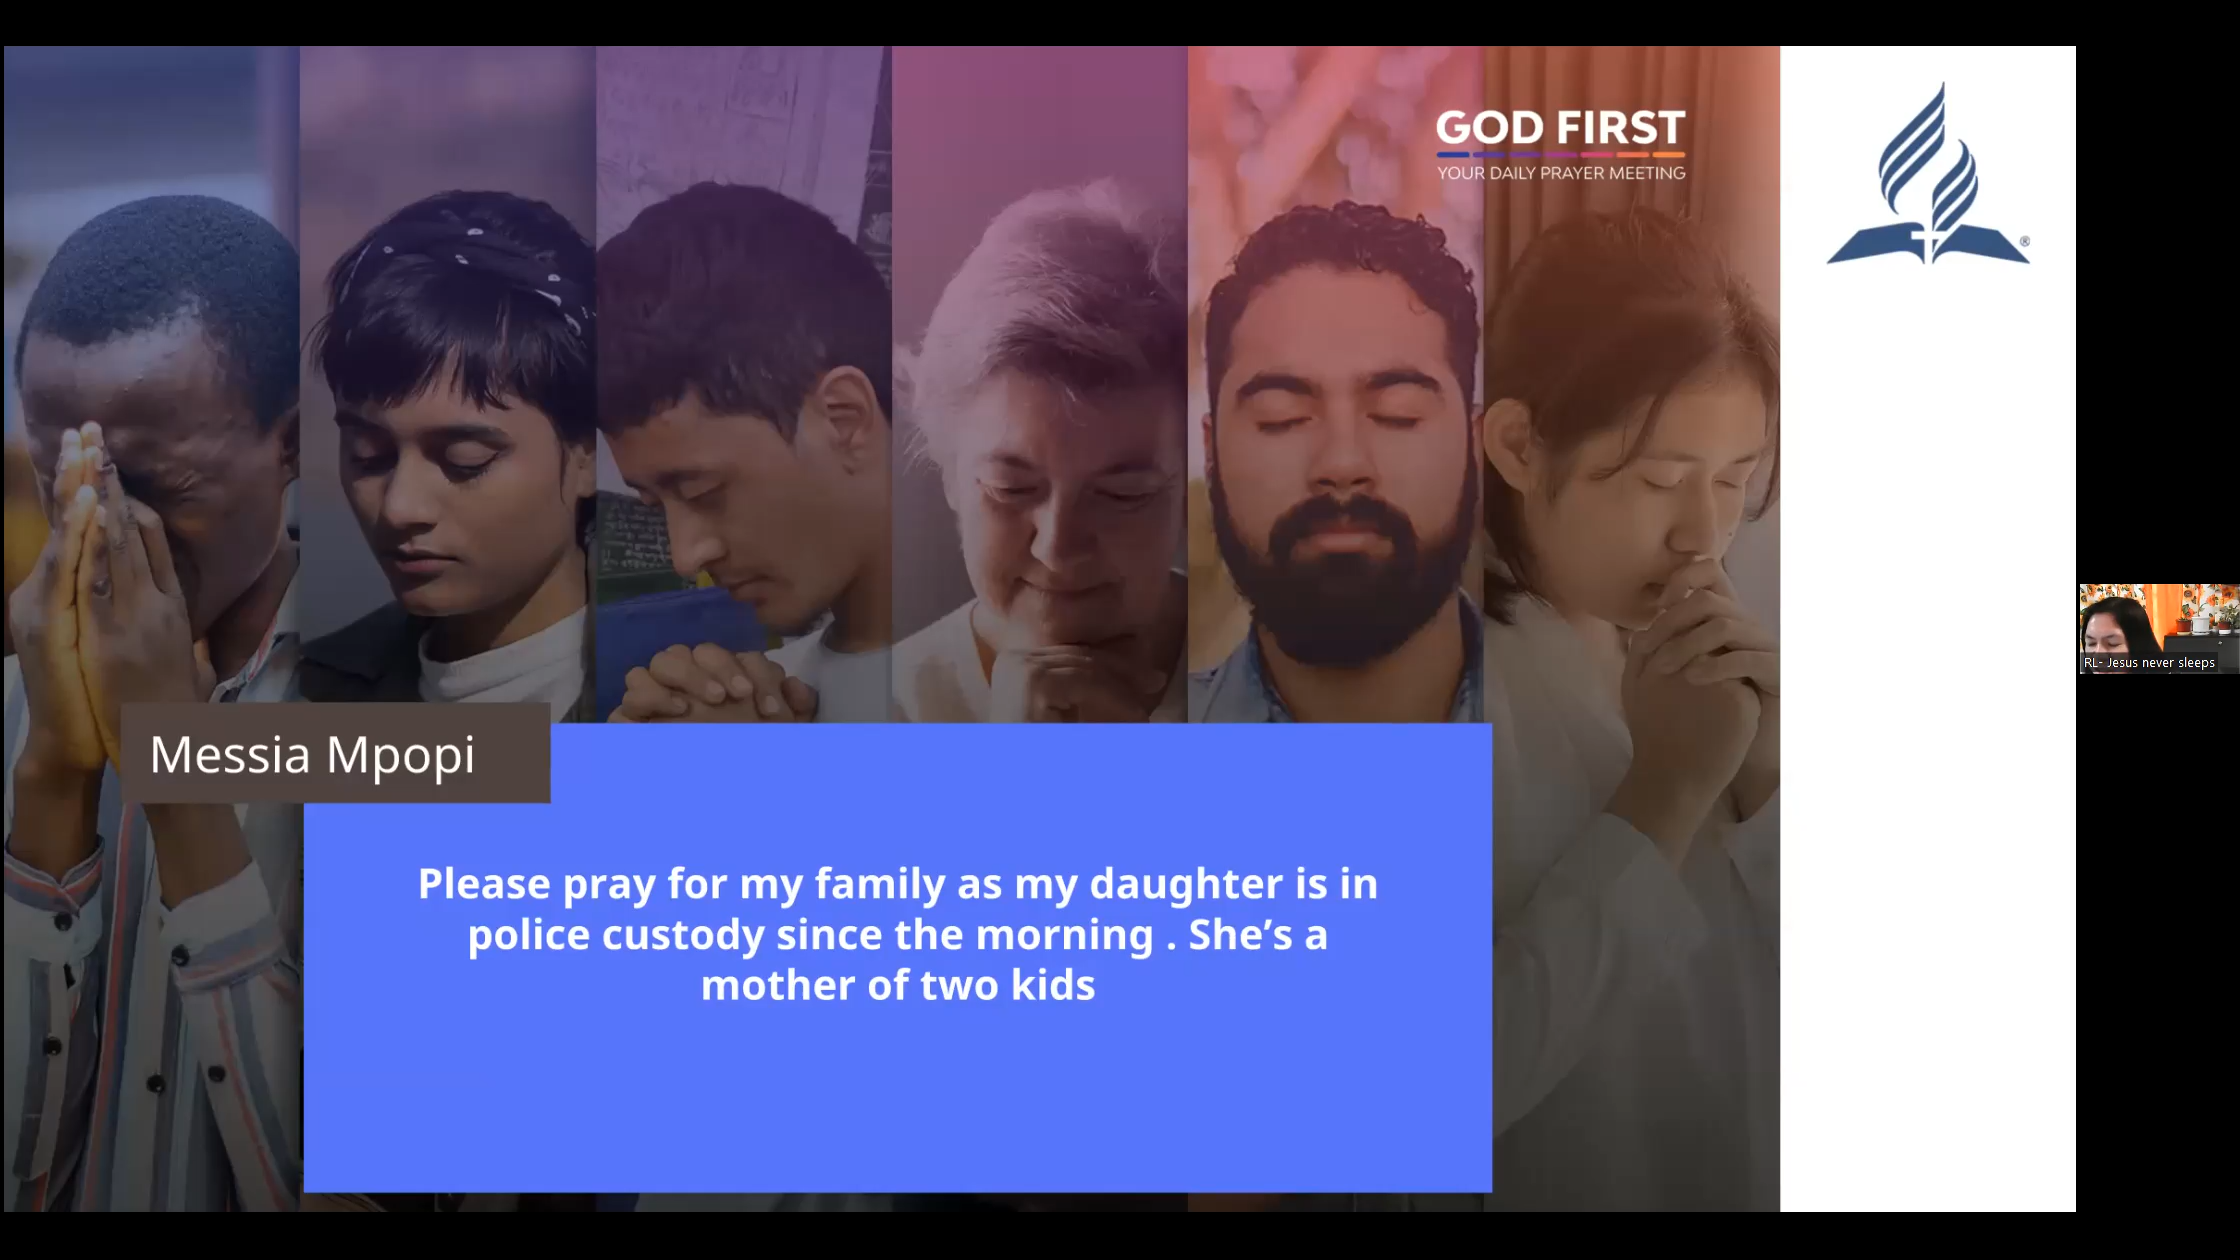 GOD FIRST
YOUR DAILY PRAYER MEETING
®
Messia Mpopi
Please pray for my family as my daughter is in
police custody since the morning . She’s a
mother of two kids
RL- Jesus never sleeps